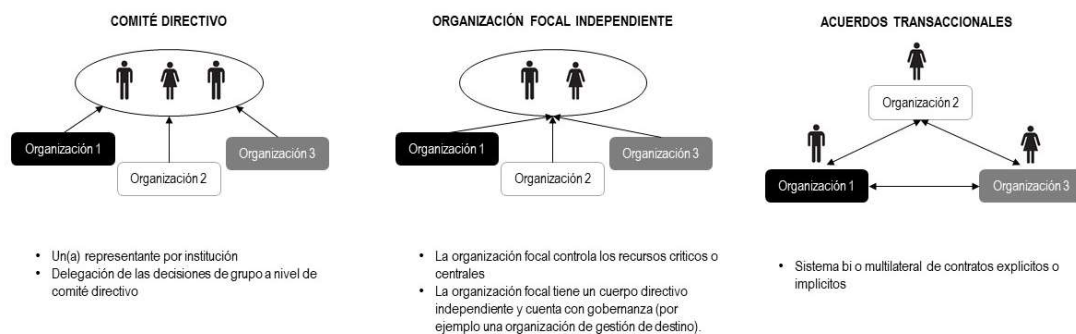 COMITÉ DIRECTIVO
Organización 1
Organización 2
Organización 3
• Un(a) representante por institución
• Delegación de las decisiones de grupo a nivel de
comité directivo
ORGANIZACIÓN FOCAL INDEPENDIENTE
Organización 1
Organización 2
Organización 3
• La organización focal controla los recursos críticos o
centrales
• La organización focal tiene un cuerpo directivo
independiente y cuenta con gobernanza (por
ejemplo una organización de gestión de destino).
ACUERDOS TRANSACCIONALES
Organización 2
Organización 1
Organización 3
• Sistema bi o multilateral de contratos explícitos o
implícitos